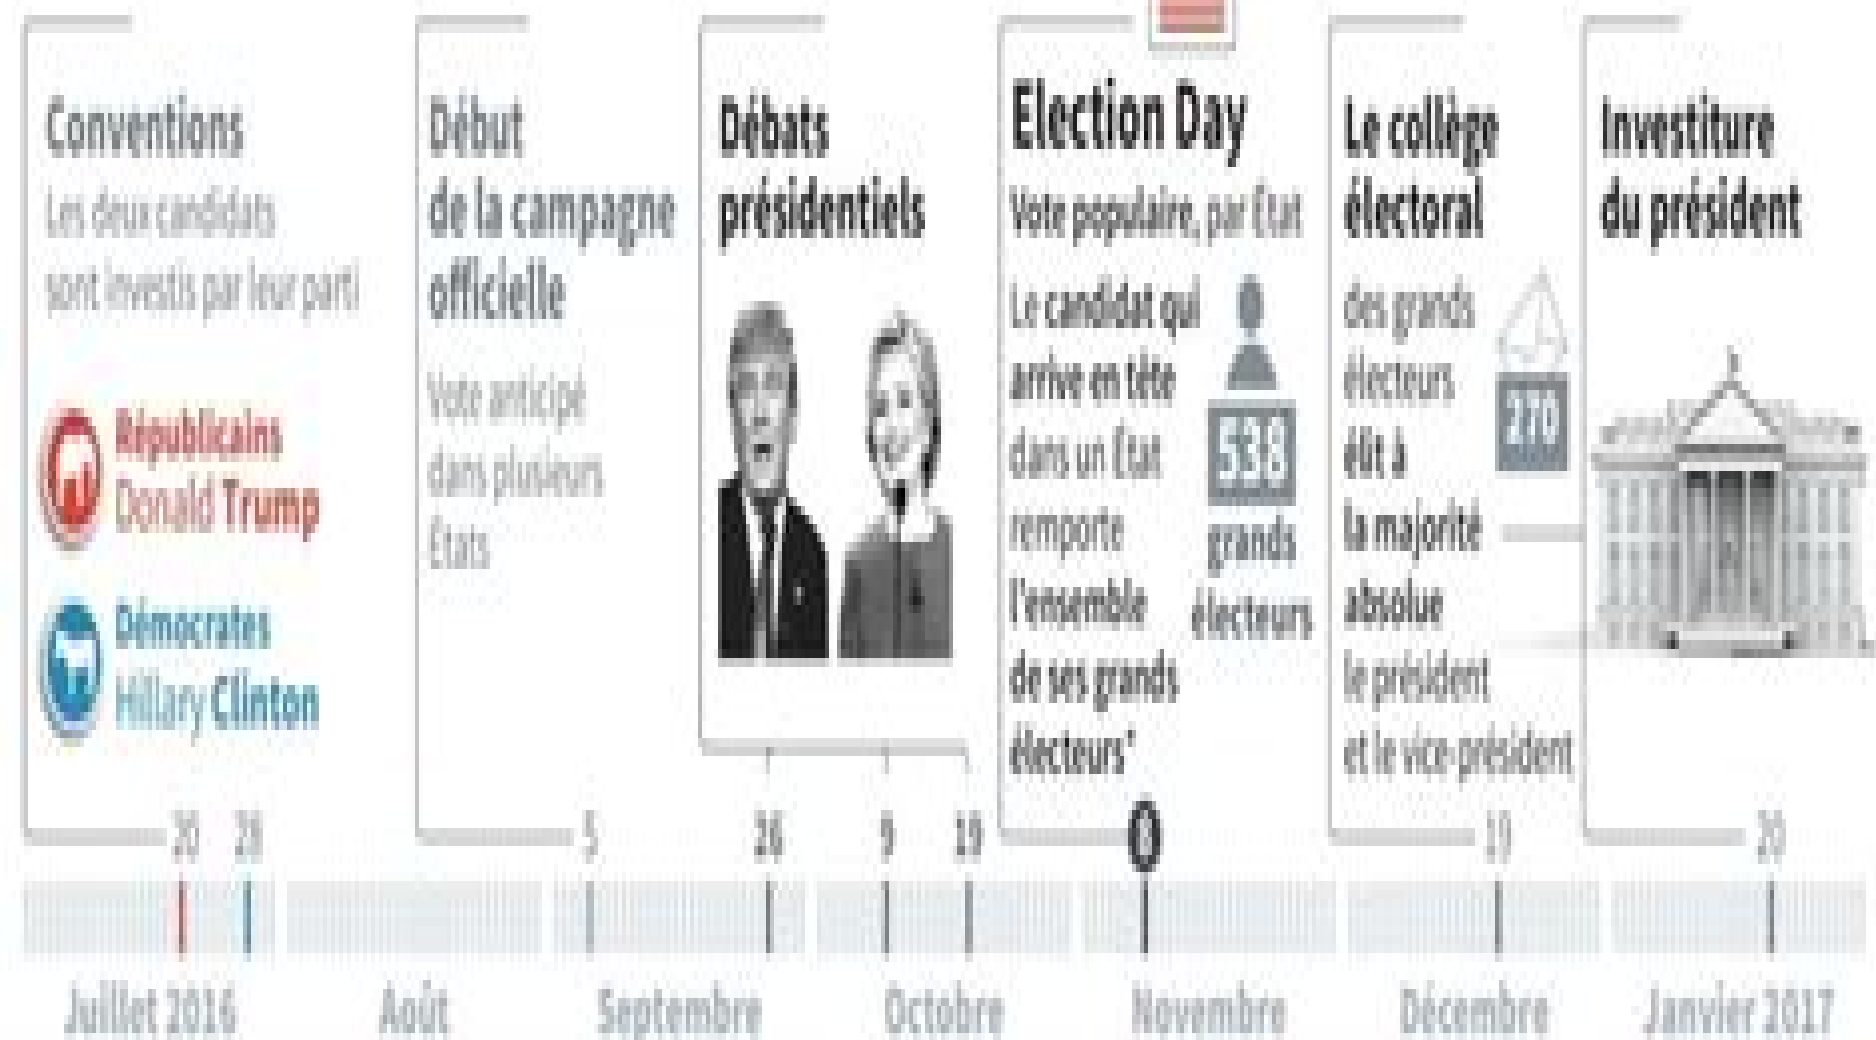 Conventions
Les deux candidats
sont investis par leur parti
Républicains
Donald Trump
Démocrates
Hillary Clinton
Début
de la campagne
officielle
Vote anticipé
dans plusieurs
États
Débats
présidentiels
Election Day
Vote populaire, par État
Le candidat qui
arrive en tête
dans un État
remporte
l'ensemble
de ses grands
électeurs*
538
grands
électeurs
Le collège
électoral
des grands
électeurs
élit à
la majorité
absolue
le président
et le vice-président
270
Investiture
du président
20 28 5 26 9 19 8 19 20
Juillet 2016 Août Septembre Octobre Novembre Décembre Janvier 2017